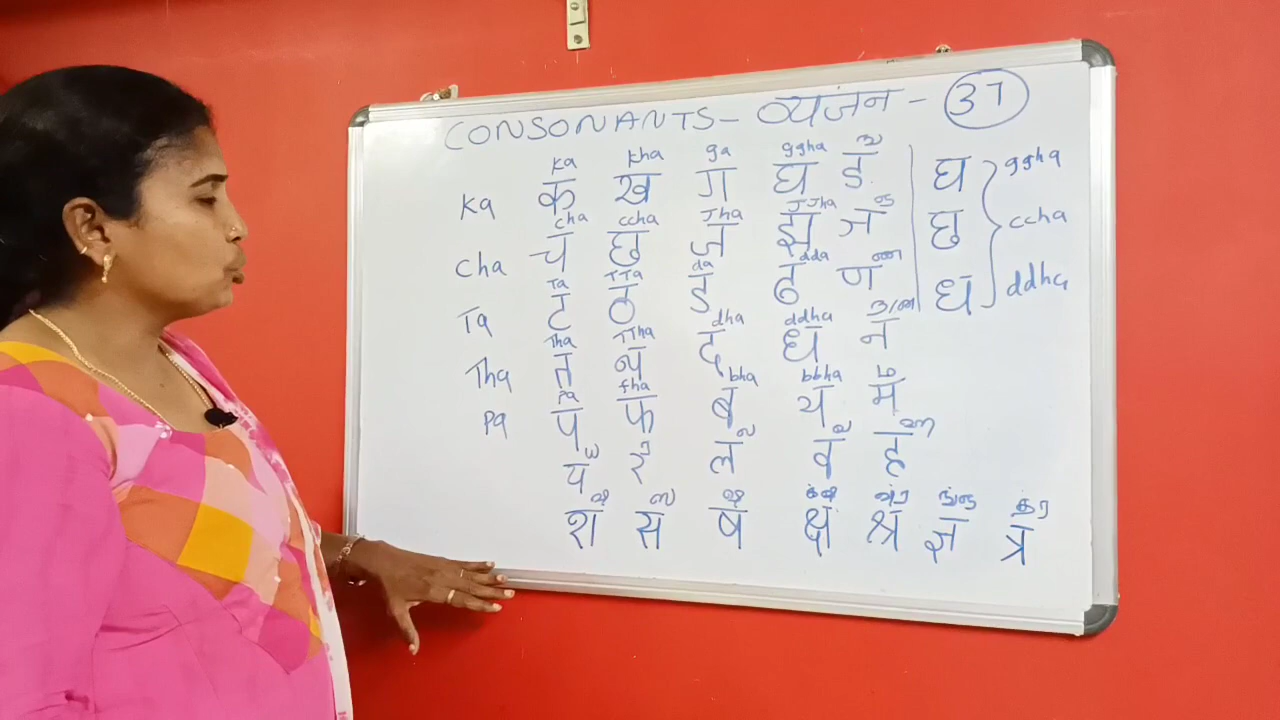 CONSONANTS - व्यजंन - 37
ka kha ga ggha ங
Ka क ख ग घ ङ घ ggha
cha ccha Jha JJha ஞ
Cha च छ ज झ ञ छ ccha
Ta TTa da dda ண
Ta ट ठ ड ढ ण ध ddha
Tha TTha dha ddha ந/ன
Tha त थ द ध न
pa fha bha bbha ம
Pa प फ ब भ म
ய ர ல வ ஹ
य र ल व ह
ஷ ஸ ஷ க்ஷ
श स ष क्ष श्र ज्ञ त्र